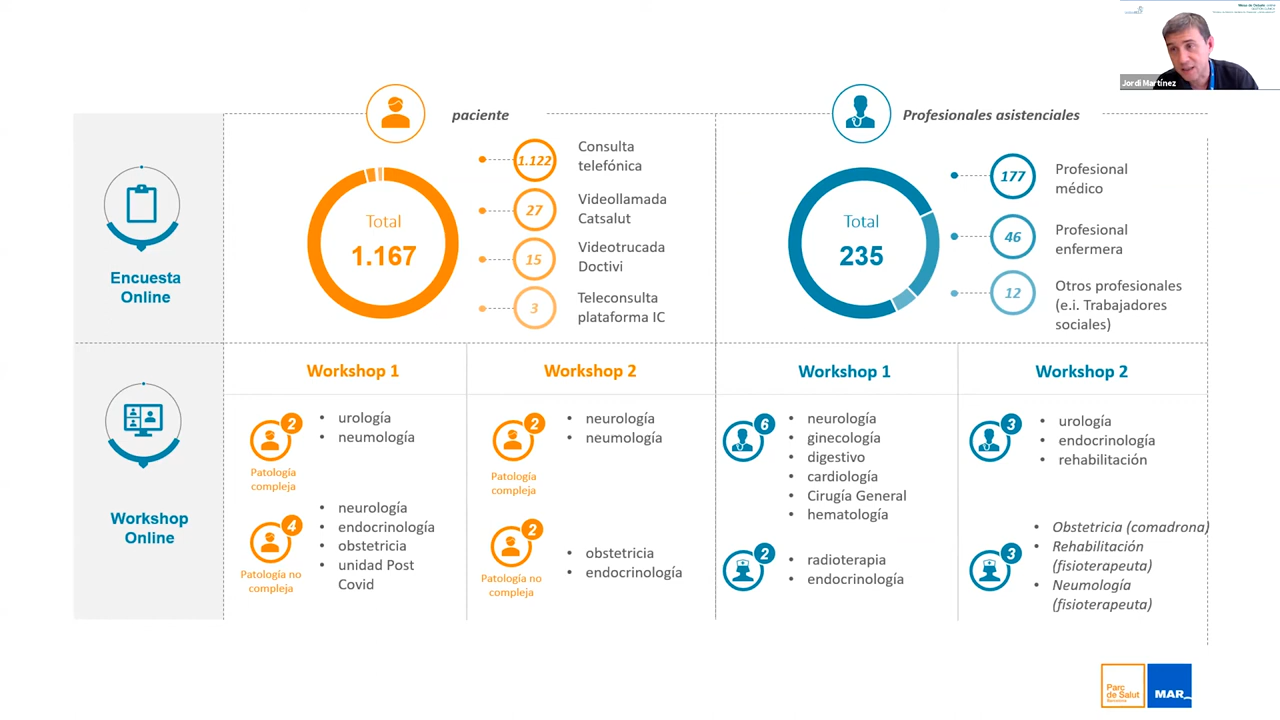 Jordi Martínez
paciente
Profesionales asistenciales
Encuesta
Online
Total
1.167
1.122
Consulta
telefónica
27
Videollamada
Catsalut
15
Videotrucada
Doctivi
3
Teleconsulta
plataforma IC
Total
235
177
Profesional
médico
46
Profesional
enfermera
12
Otros profesionales
(e.i. Trabajadores
sociales)
Workshop
Online
Workshop 1
2
Patología
compleja
• urología
• neumología
4
Patología no
compleja
• neurología
• endocrinología
• obstetricia
• unidad Post
Covid
Workshop 2
2
Patología
compleja
• neurología
• neumología
2
Patología no
compleja
• obstetricia
• endocrinología
Workshop 1
6
• neurología
• ginecología
• digestivo
• cardiología
• Cirugía General
• hematología
2
• radioterapia
• endocrinología
Workshop 2
3
• urología
• endocrinología
• rehabilitación
3
• Obstetricia (comadrona)
• Rehabilitación
(fisioterapeuta)
• Neumología
(fisioterapeuta)
Parc
de Salut
Barcelona
MAR